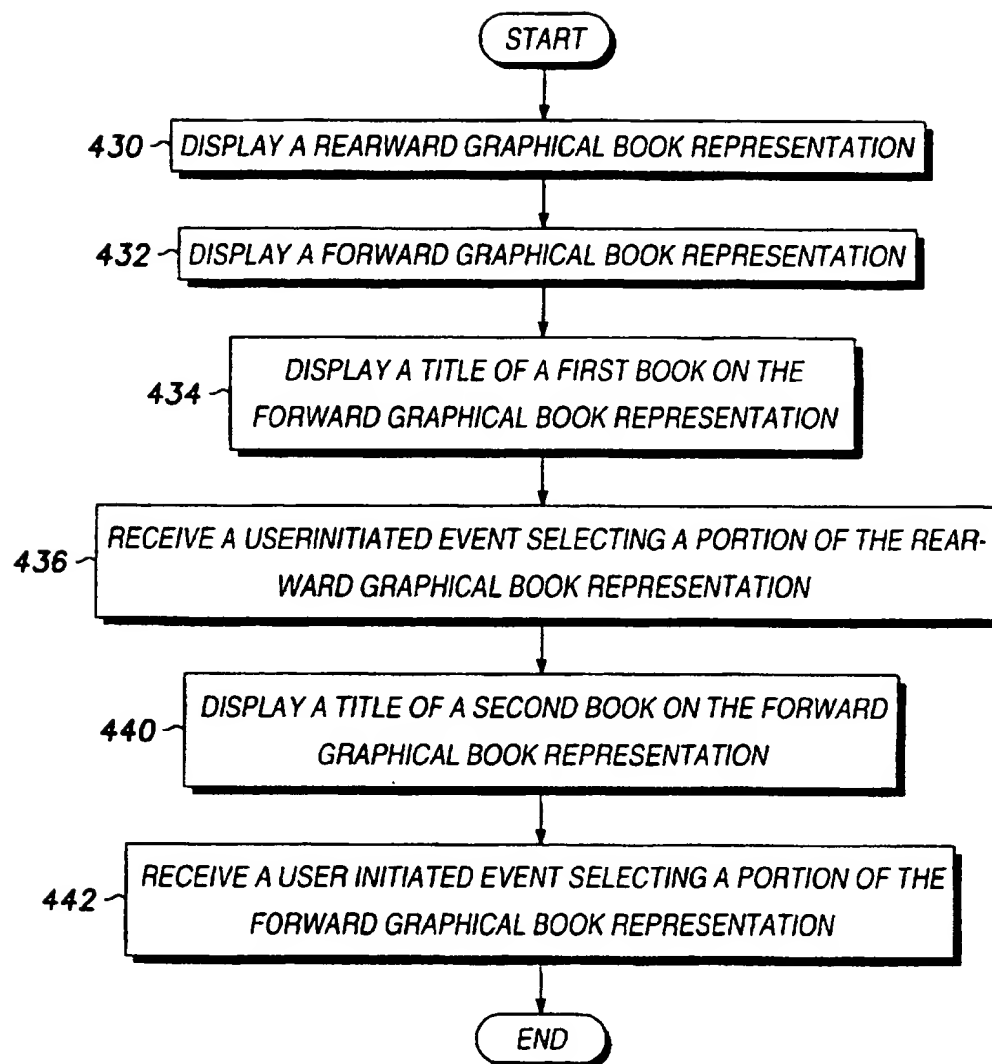 START
430 DISPLAY A REARWARD GRAPHICAL BOOK REPRESENTATION
432 DISPLAY A FORWARD GRAPHICAL BOOK REPRESENTATION
DISPLAY A TITLE OF A FIRST BOOK ON THE
434
FORWARD GRAPHICAL BOOK REPRESENTATION
RECEIVE A USERINITIATED EVENT SELECTING A PORTION OF THE REAR-
436
WARD GRAPHICAL BOOK REPRESENTATION
DISPLAY A TITLE OF A SECOND BOOK ON THE FORWARD
440
GRAPHICAL BOOK REPRESENTATION
RECEIVE A USER INITIATED EVENT SELECTING A PORTION OF THE
442
FORWARD GRAPHICAL BOOK REPRESENTATION
END